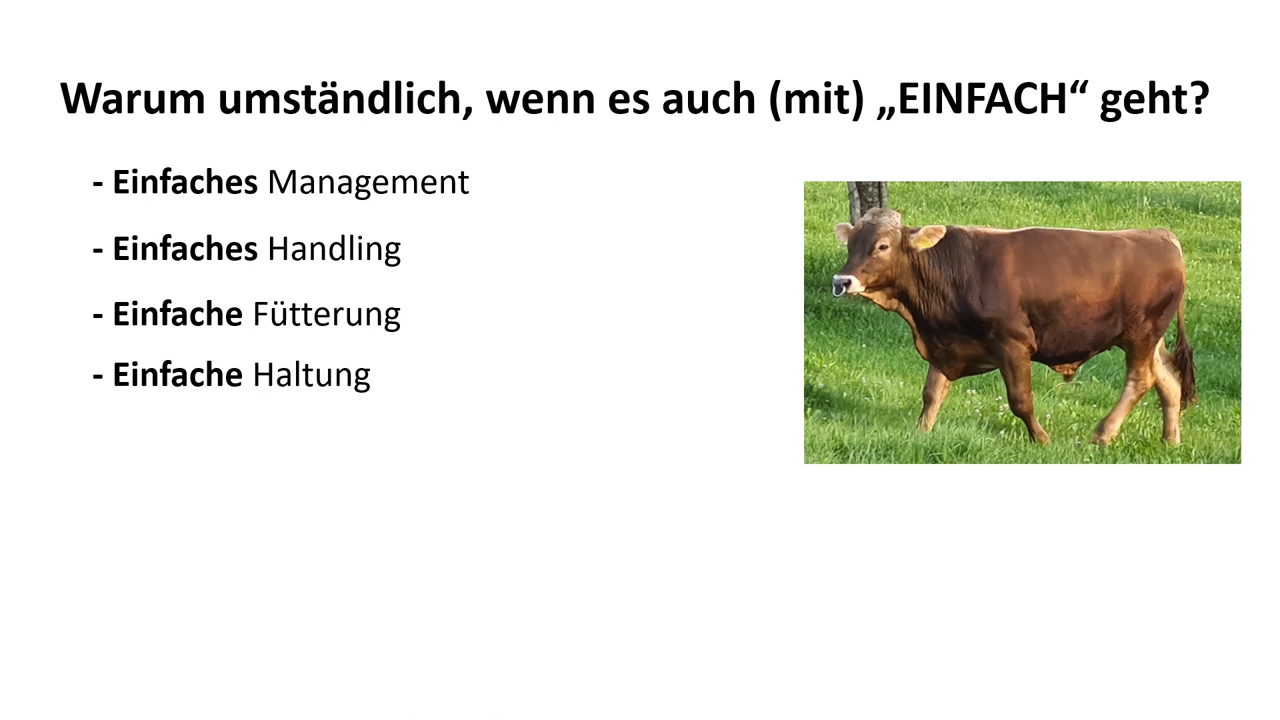 Warum umständlich, wenn es auch (mit) „EINFACH“ geht?
- Einfaches Management
- Einfaches Handling
- Einfache Fütterung
- Einfache Haltung